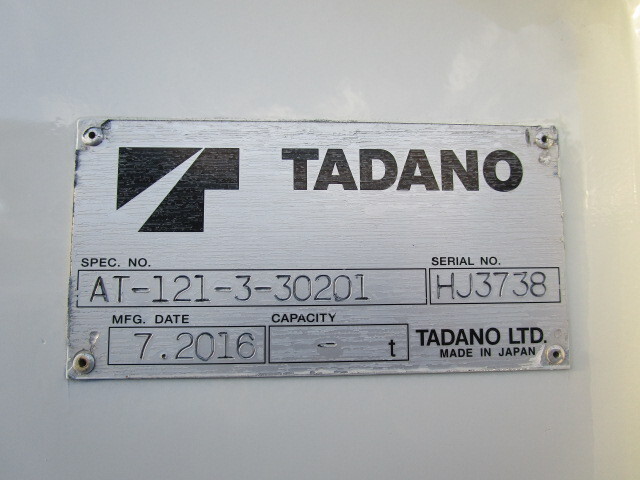 TADANO
SPEC. NO. SERIAL NO.
AT-121-3-30201 HJ3738
MFG. DATE CAPACITY
7.2016 - t TADANO LTD.
MADE IN JAPAN